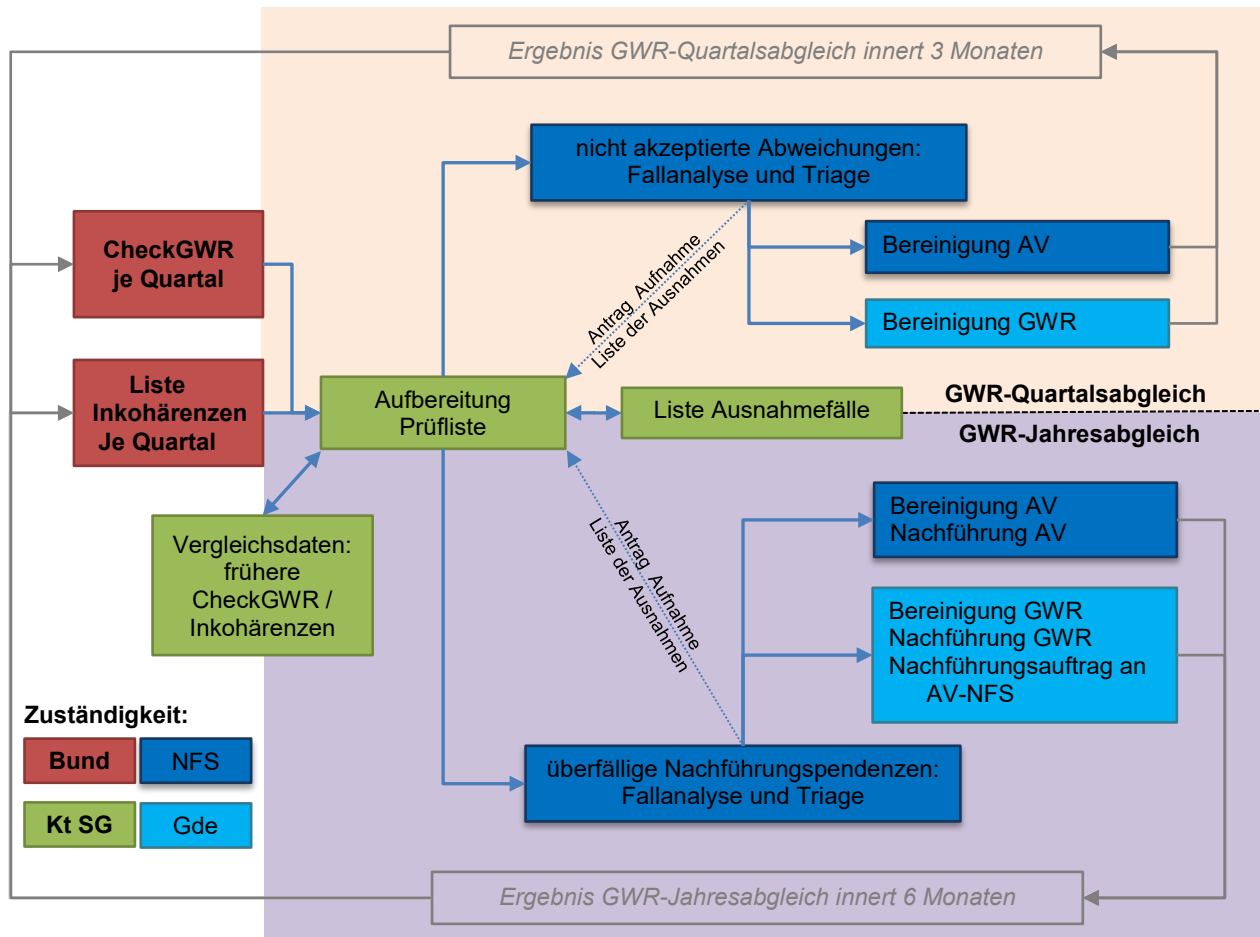 Ergebnis GWR-Quartalsabgleich innert 3 Monaten
nicht akzeptierte Abweichungen:
Fallanalyse und Triage
CheckGWR
je Quartal
Antrag Aufnahme
Liste der Ausnahmen
Bereinigung AV
Bereinigung GWR
Liste
Inkohärenzen
Je Quartal
Aufbereitung
Prüfliste
Liste Ausnahmefälle
GWR-Quartalsabgleich
GWR-Jahresabgleich
Vergleichsdaten:
frühere
CheckGWR /
Inkohärenzen
Antrag Aufnahme
Liste der Ausnahmen
Bereinigung AV
Nachführung AV
Bereinigung GWR
Nachführung GWR
Nachführungsauftrag an
AV-NFS
Zuständigkeit:
Bund
NFS
Kt SG
Gde
überfällige Nachführungspendenzen:
Fallanalyse und Triage
Ergebnis GWR-Jahresabgleich innert 6 Monaten